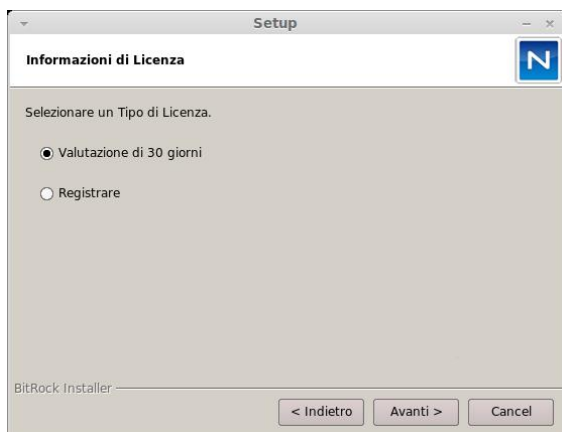 Setup
Informazioni di Licenza
N
Selezionare un Tipo di Licenza.
Valutazione di 30 giorni
Registrare
BitRock Installer
< Indietro
Avanti >
Cancel